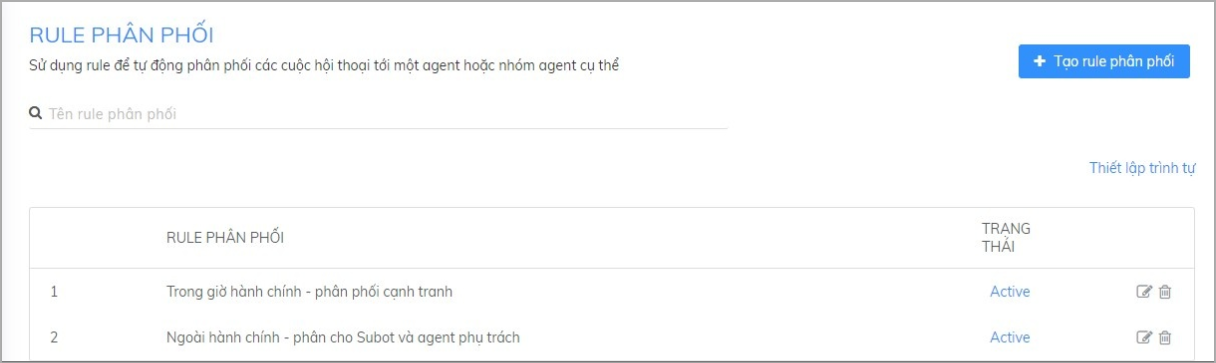 RULE PHÂN PHỐI
Sử dụng rule để tự động phân phối các cuộc hội thoại tới một agent hoặc nhóm agent cụ thể
+ Tạo rule phân phối
Tên rule phân phối
Thiết lập trình tự
RULE PHÂN PHỐI
TRẠNG
THÁI
1 Trong giờ hành chính - phân phối cạnh tranh Active
2 Ngoài hành chính - phân cho Subot và agent phụ trách Active